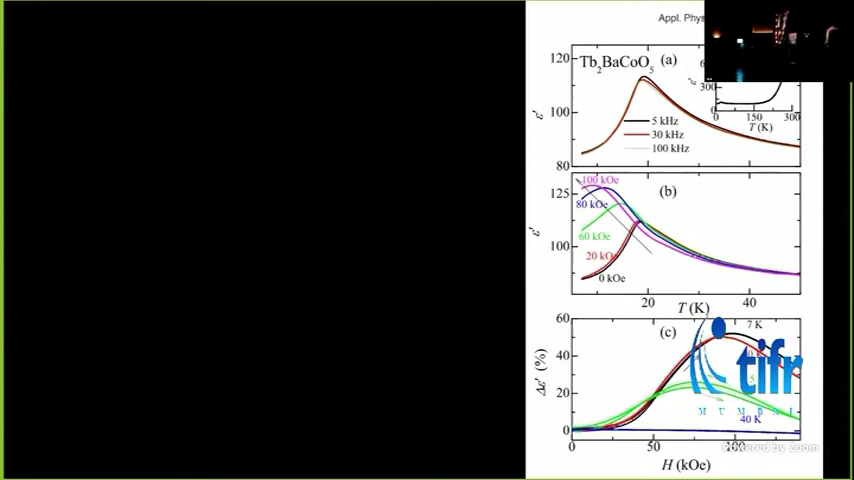 Appl. Phys
Tb2BaCoO5
(a)
120
100
80
ε'
5 kHz
30 kHz
100 kHz
300
0
0 150 300
T (K)
(b)
125
100
ε'
100 kOe
80 kOe
60 kOe
20 kOe
0 kOe
20 40
T (K)
(c)
60
40
20
0
Δε' (%)
7 K
40 K
tifr
MUMBAI
0 50 100
Powered by Zoom
H (kOe)